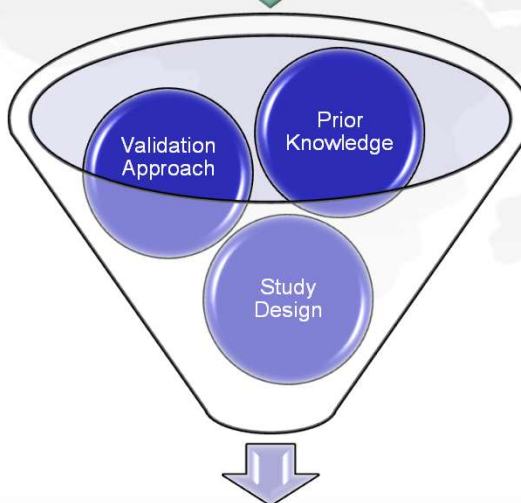 Prior
Knowledge
Validation
Approach
Study
Design